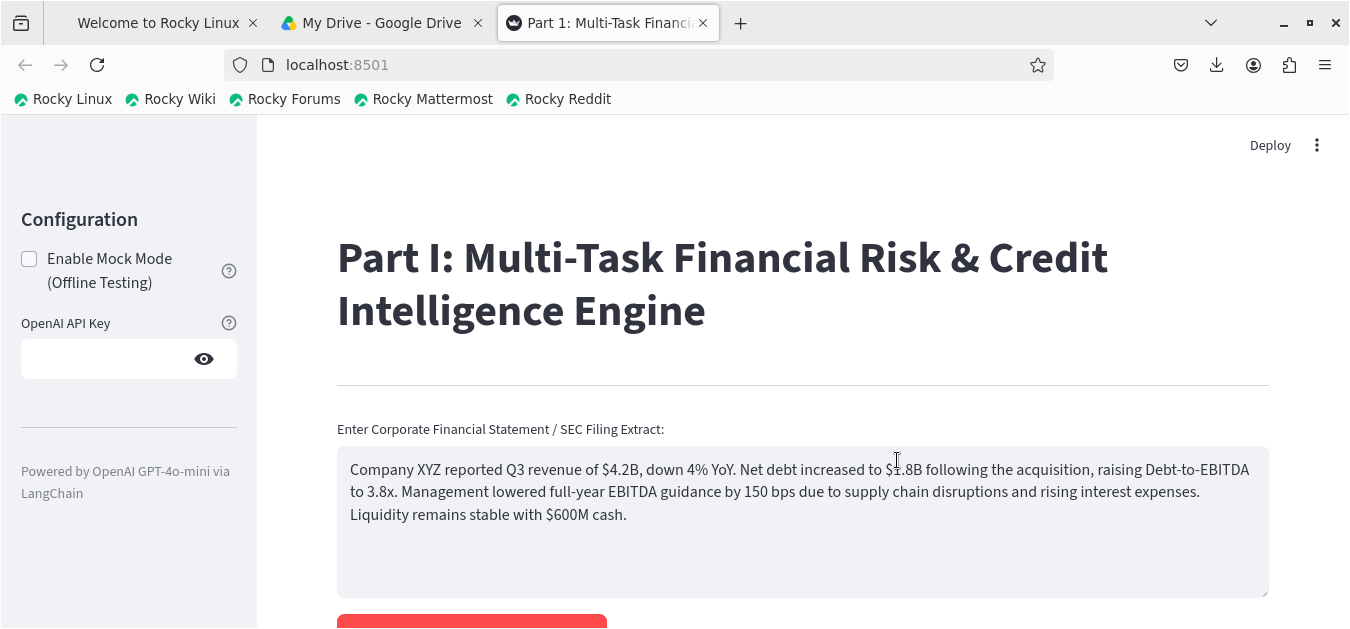 Welcome to Rocky Linux
My Drive - Google Drive
Part 1: Multi-Task Financi
localhost:8501
Rocky Linux
Rocky Wiki
Rocky Forums
Rocky Mattermost
Rocky Reddit
Deploy
Configuration
Enable Mock Mode
(Offline Testing)
OpenAI API Key
Powered by OpenAI GPT-4o-mini via
LangChain
Part I: Multi-Task Financial Risk & Credit
Intelligence Engine
Enter Corporate Financial Statement / SEC Filing Extract:
Company XYZ reported Q3 revenue of $4.2B, down 4% YoY. Net debt increased to $1.8B following the acquisition, raising Debt-to-EBITDA
to 3.8x. Management lowered full-year EBITDA guidance by 150 bps due to supply chain disruptions and rising interest expenses.
Liquidity remains stable with $600M cash.